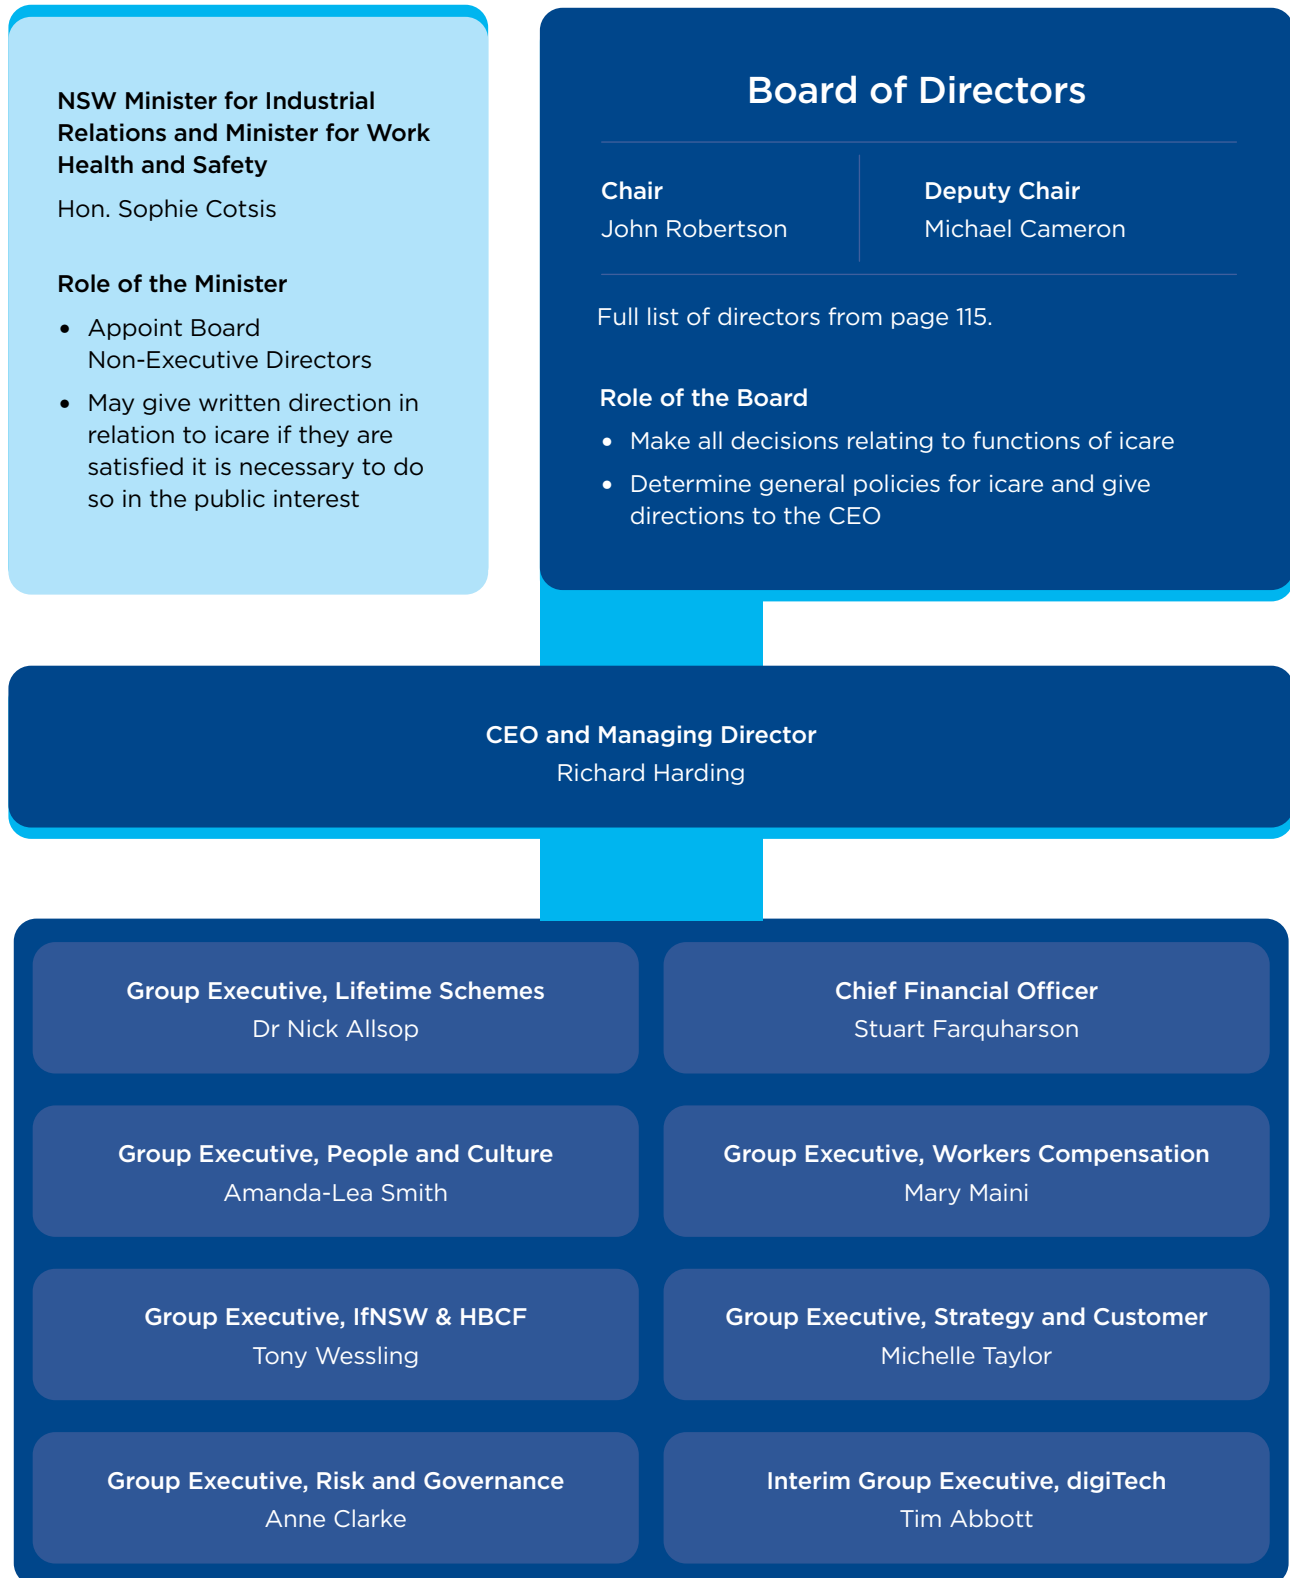 NSW Minister for Industrial
Relations and Minister for Work
Health and Safety
Hon. Sophie Cotsis
Role of the Minister
• Appoint Board
Non-Executive Directors
• May give written direction in
relation to icare if they are
satisfied it is necessary to do
so in the public interest
Board of Directors
Chair
John Robertson
Deputy Chair
Michael Cameron
Full list of directors from page 115.
Role of the Board
• Make all decisions relating to functions of icare
• Determine general policies for icare and give
directions to the CEO
CEO and Managing Director
Richard Harding
Group Executive, Lifetime Schemes
Dr Nick Allsop
Chief Financial Officer
Stuart Farquharson
Group Executive, People and Culture
Amanda-Lea Smith
Group Executive, Workers Compensation
Mary Maini
Group Executive, IfNSW & HBCF
Tony Wessling
Group Executive, Strategy and Customer
Michelle Taylor
Group Executive, Risk and Governance
Anne Clarke
Interim Group Executive, digiTech
Tim Abbott